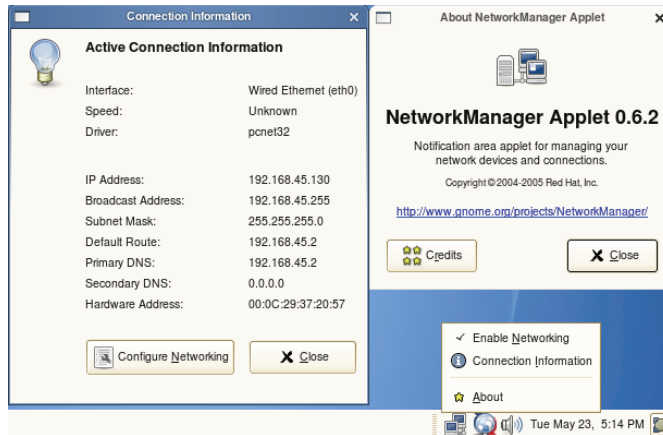 Connection Information
Active Connection Information
Interface: Wired Ethernet (eth0)
Speed: Unknown
Driver: pcnet32
IP Address: 192.168.45.130
Broadcast Address: 192.168.45.255
Subnet Mask: 255.255.255.0
Default Route: 192.168.45.2
Primary DNS: 192.168.45.2
Secondary DNS: 0.0.0.0
Hardware Address: 00:0C:29:37:20:57
Configure Networking
Close
About NetworkManager Applet
NetworkManager Applet 0.6.2
Notification area applet for managing your
network devices and connections.
Copyright © 2004-2005 Red Hat, Inc.
http://www.gnome.org/projects/NetworkManager/
Credits
Close
Enable Networking
Connection Information
About
Tue May 23, 5:14 PM